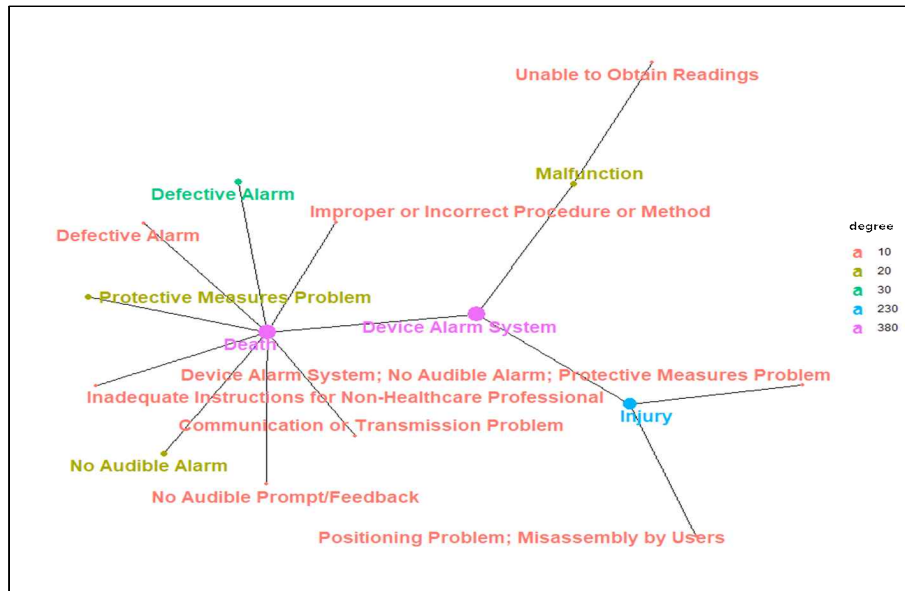 Unable to Obtain Readings
Malfunction
Defective Alarm
Improper or Incorrect Procedure or Method
Defective Alarm
Protective Measures Problem
Device Alarm System
Death
Device Alarm System; No Audible Alarm; Protective Measures Problem
Inadequate Instructions for Non-Healthcare Professional
Injury
Communication or Transmission Problem
No Audible Alarm
No Audible Prompt/Feedback
Positioning Problem; Misassembly by Users
degree
a 10
a 20
a 30
a 230
a 380